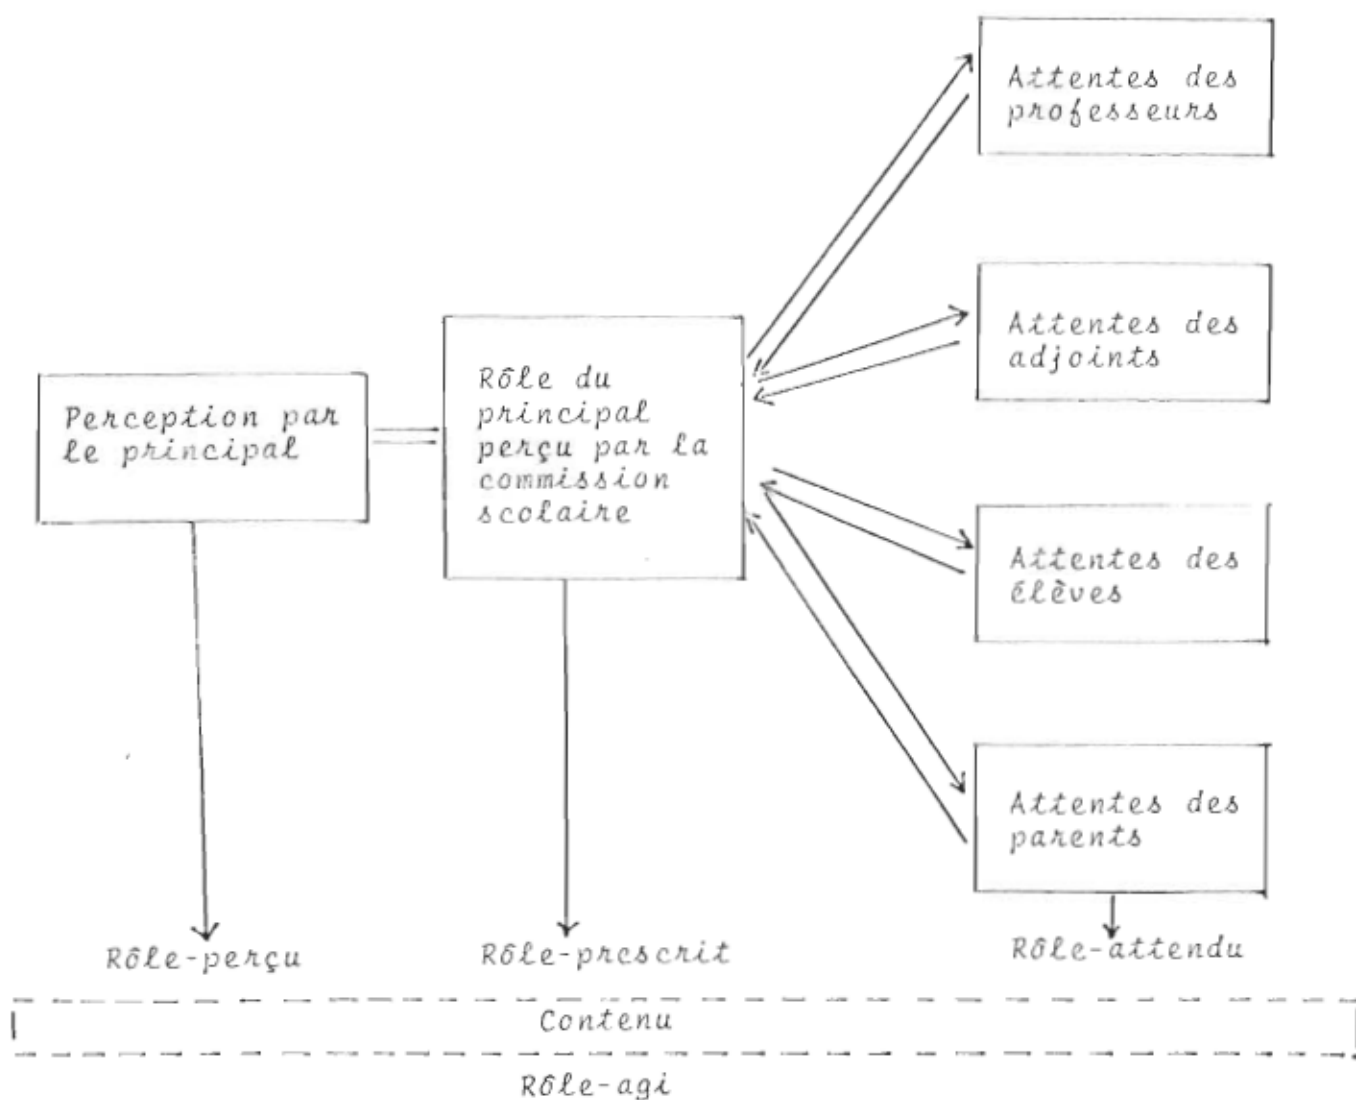 Attentes des
professeurs
Attentes des
adjoints
Rôle du
principal
perçu par la
commission
scolaire
Perception par
le principal
Attentes des
élèves
Attentes des
parents
Rôle-perçu
Rôle-prescrit
Rôle-attendu
Contenu
Rôle-agi